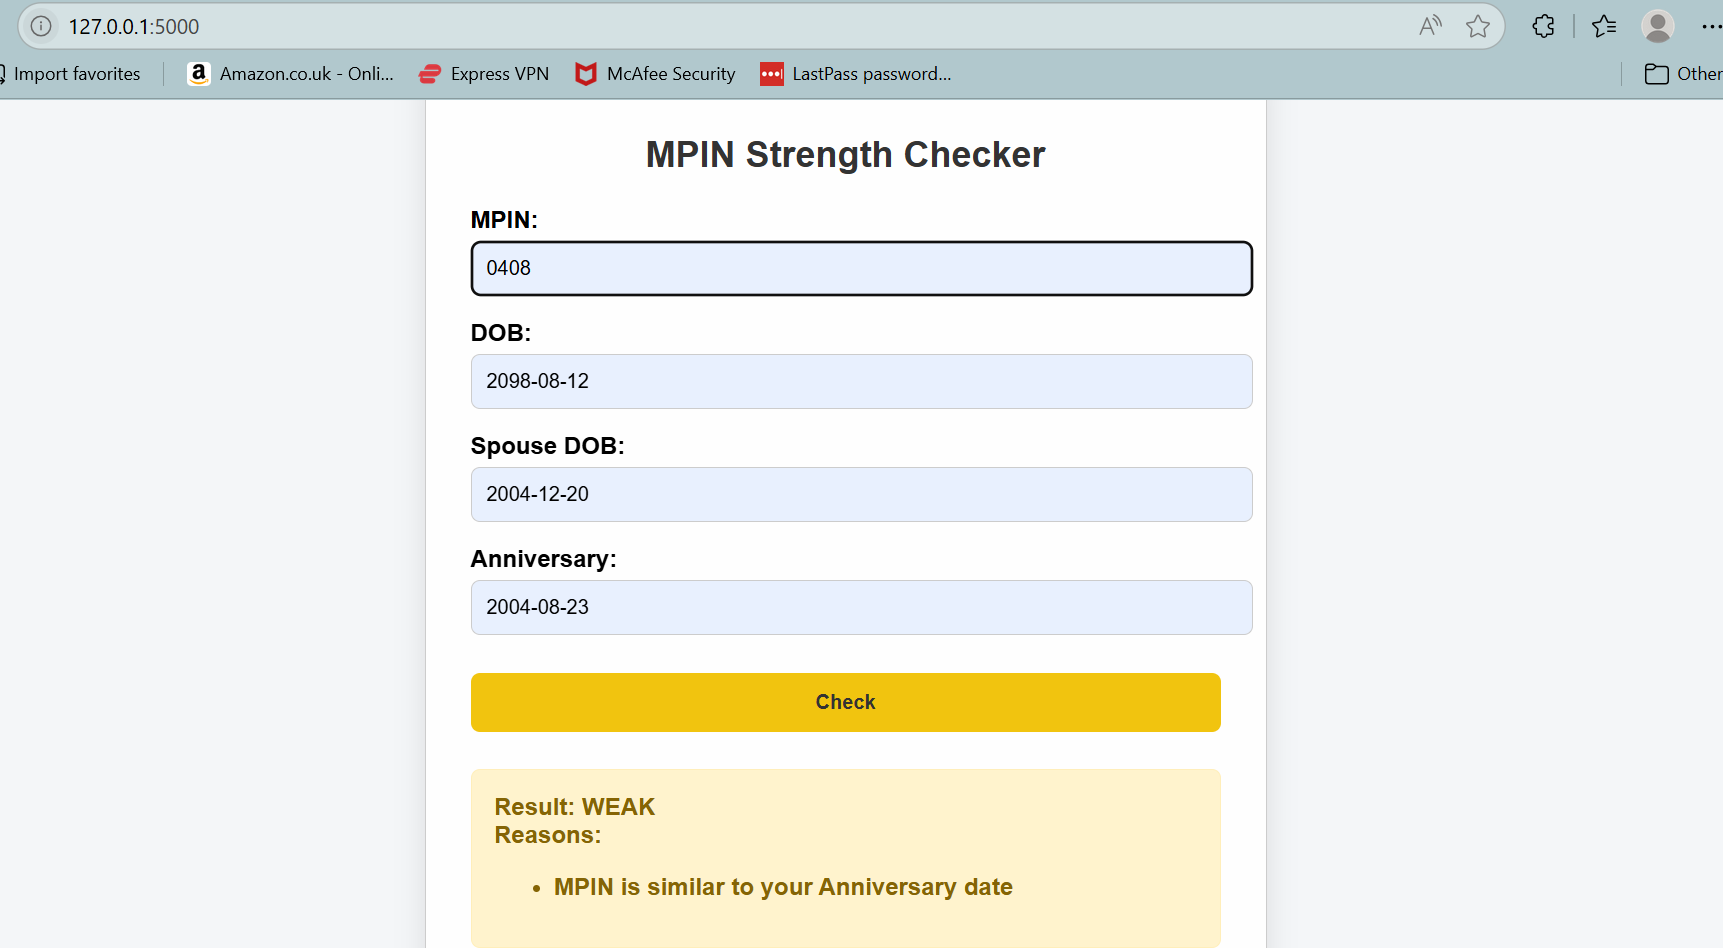 127.0.0.1:5000
Import favorites
a Amazon.co.uk - Onli...
Express VPN
McAfee Security
LastPass password...
Other
MPIN Strength Checker
MPIN:
0408
DOB:
2098-08-12
Spouse DOB:
2004-12-20
Anniversary:
2004-08-23
Check
Result: WEAK
Reasons:
• MPIN is similar to your Anniversary date